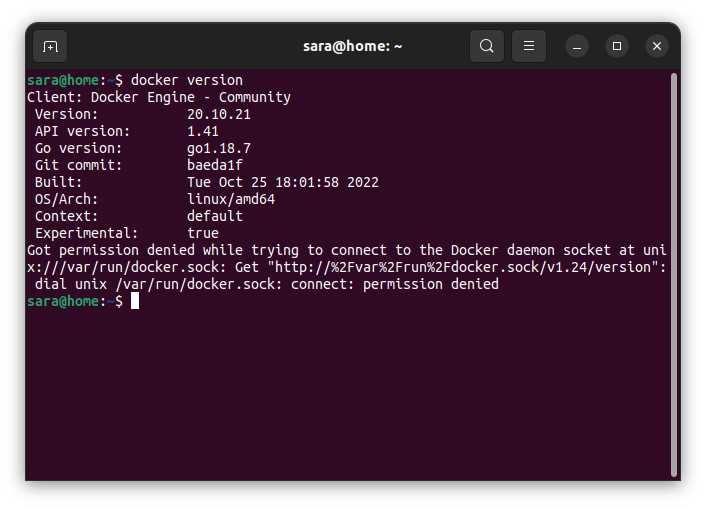 sara@home: ~
sara@home:~$ docker version
Client: Docker Engine - Community
 Version:           20.10.21
 API version:       1.41
 Go version:        go1.18.7
 Git commit:        baeda1f
 Built:             Tue Oct 25 18:01:58 2022
 OS/Arch:           linux/amd64
 Context:           default
 Experimental:      true
Got permission denied while trying to connect to the Docker daemon socket at uni
x:///var/run/docker.sock: Get "http://%2Fvar%2Frun%2Fdocker.sock/v1.24/version":
 dial unix /var/run/docker.sock: connect: permission denied
sara@home:~$